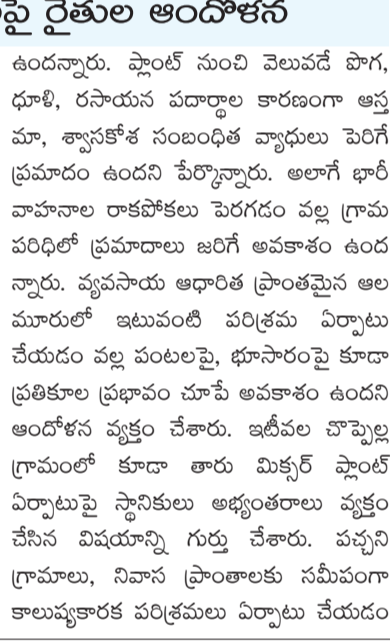 పై రైతుల ఆందోళన
ఉందన్నారు. ప్లాంట్ నుంచి వెలువడే పొగ,
ధూళి, రసాయన పదార్థాల కారణంగా ఆస్త
మా, శ్వాసకోశ సంబంధిత వ్యాధులు పెరిగే
ప్రమాదం ఉందని పేర్కొన్నారు. అలాగే భారీ
వాహనాల రాకపోకలు పెరగడం వల్ల గ్రామ
పరిధిలో ప్రమాదాలు జరిగే అవకాశం ఉంద
న్నారు. వ్యవసాయ ఆధారిత ప్రాంతమైన ఆల
మూరులో ఇటువంటి పరిశ్రమ ఏర్పాటు
చేయడం వల్ల పంటలపై, భూసారంపై కూడా
ప్రతికూల ప్రభావం చూపే అవకాశం ఉందని
ఆందోళన వ్యక్తం చేశారు. ఇటీవల చొప్పెల్ల
గ్రామంలో కూడా తారు మిక్సర్ ప్లాంట్
ఏర్పాటుపై స్థానికులు అభ్యంతరాలు వ్యక్తం
చేసిన విషయాన్ని గుర్తు చేశారు. పచ్చని
గ్రామాలు, నివాస ప్రాంతాలకు సమీపంగా
కాలుష్యకారక పరిశ్రమలు ఏర్పాటు చేయడం